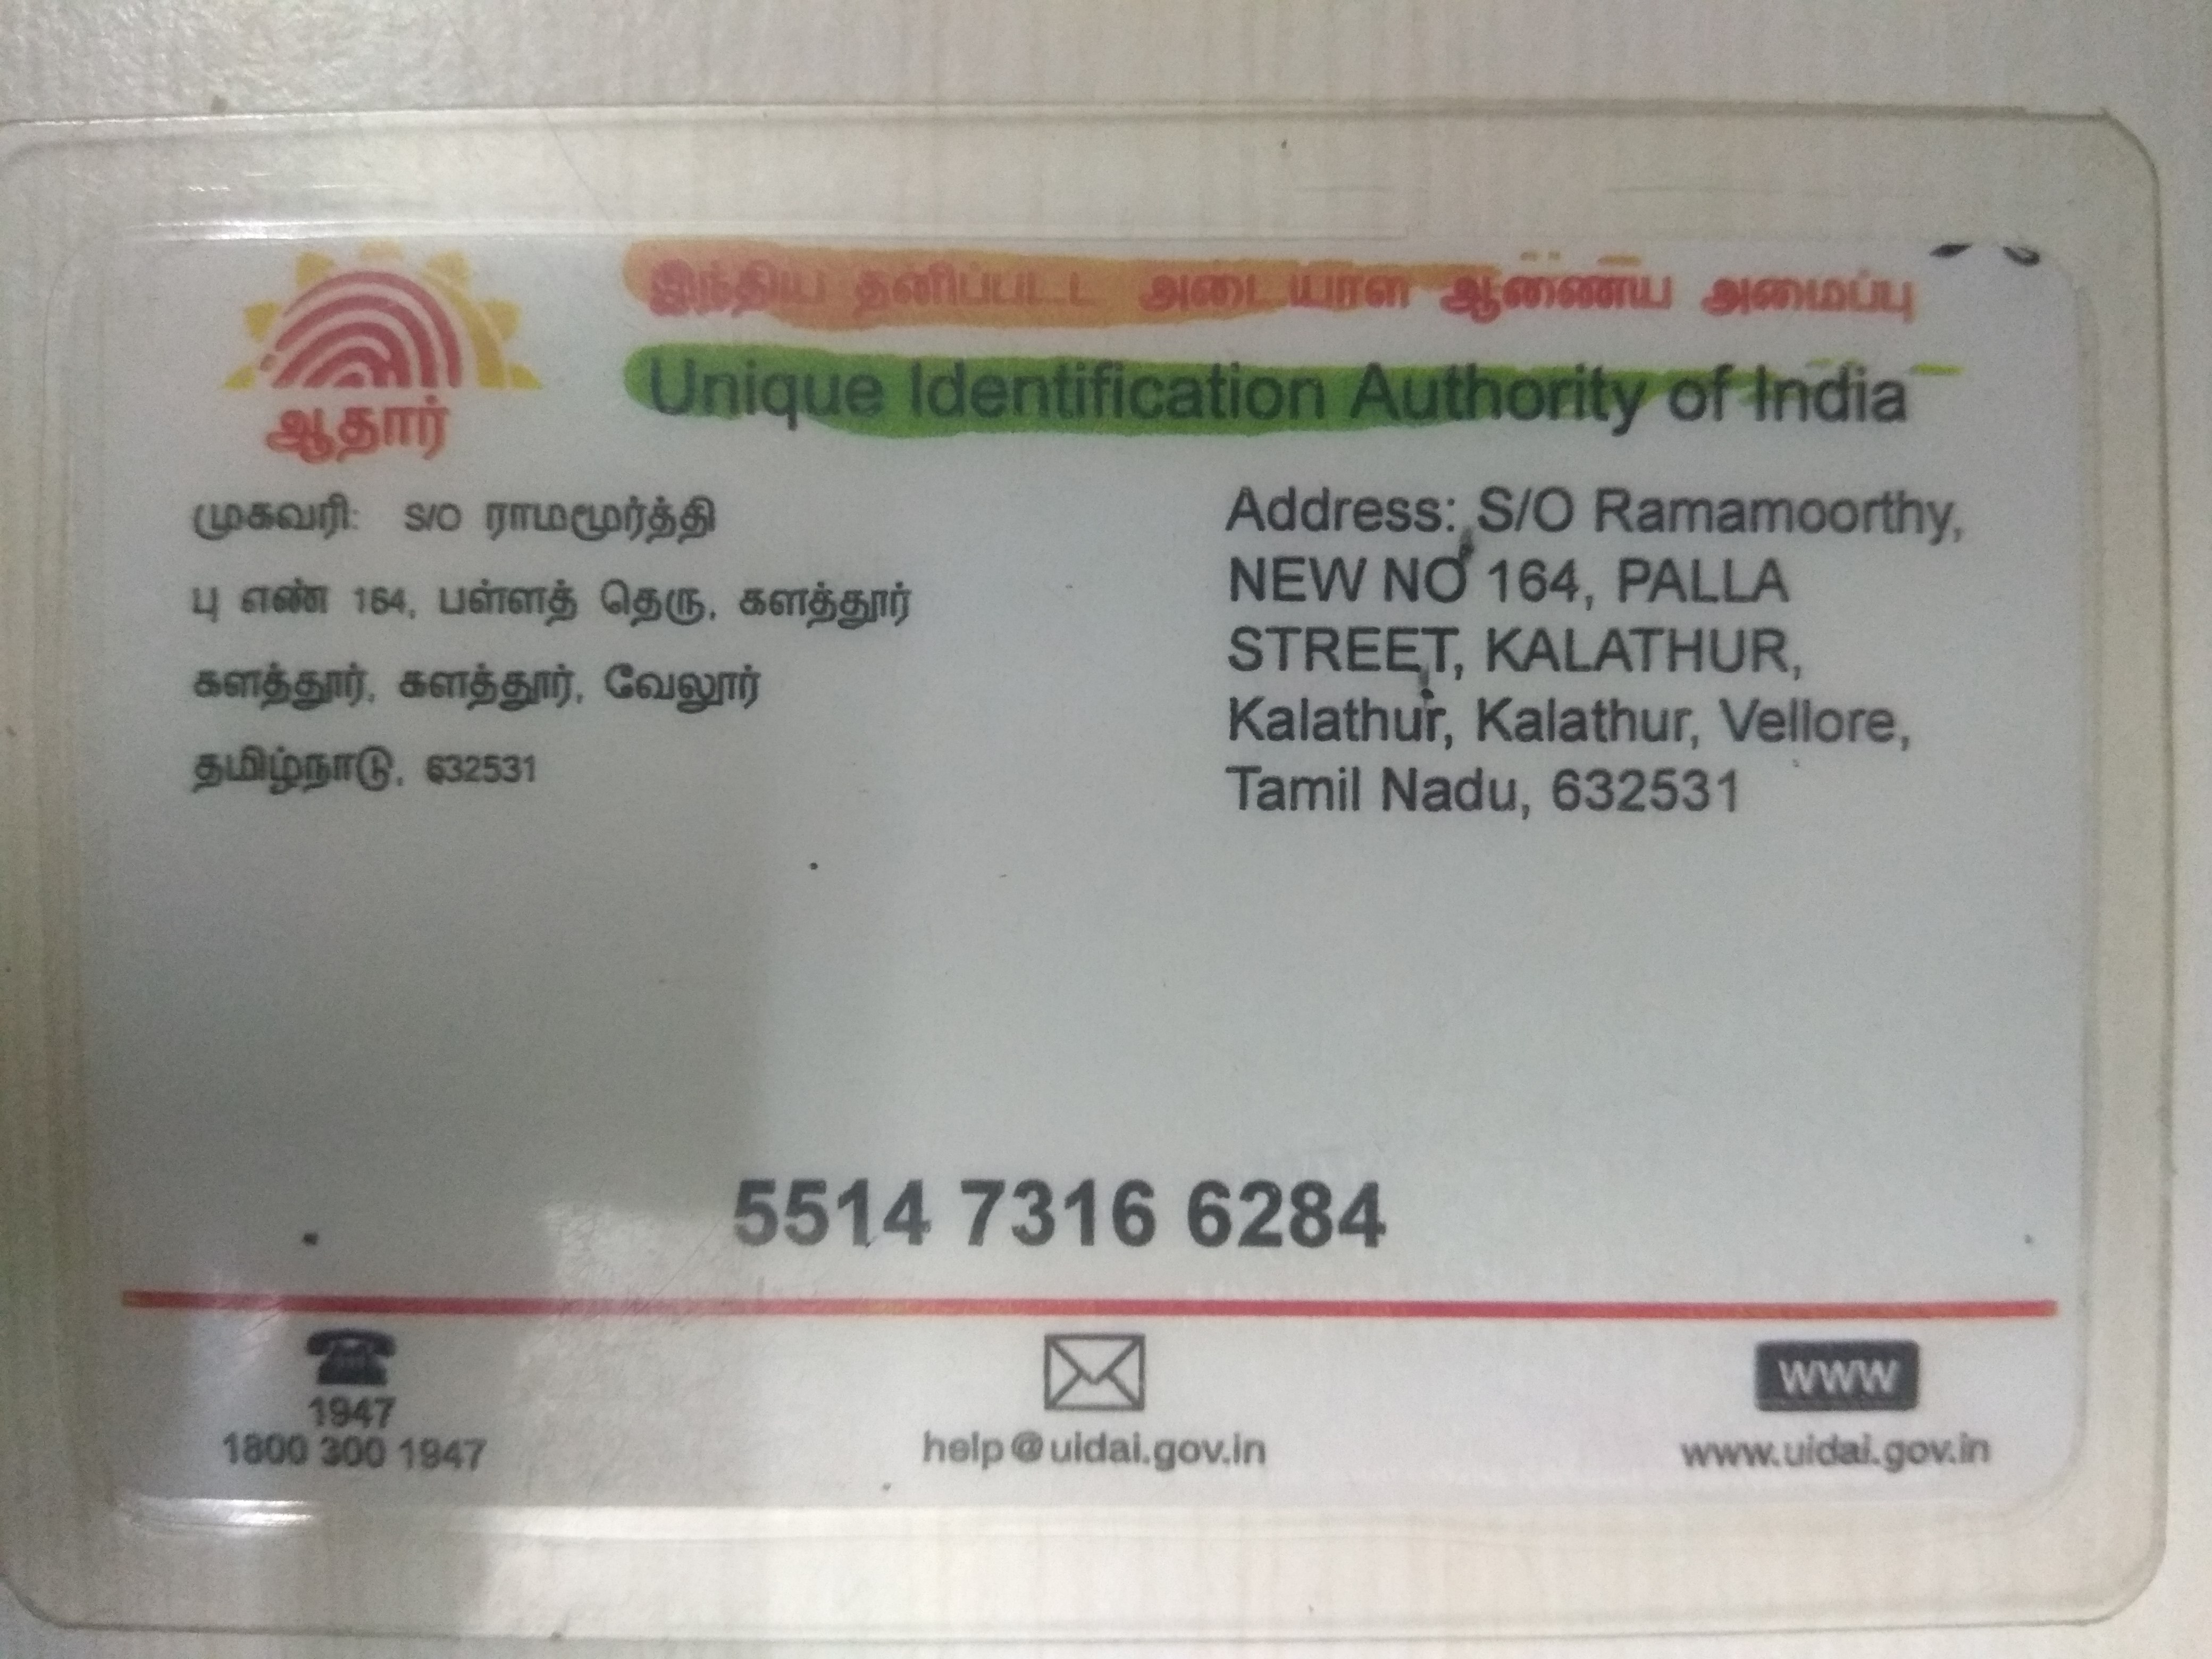 இந்திய தனிப்பட்ட அடையாள ஆணைய அமைப்பு
Unique Identification Authority of India
ஆதார்
முகவரி: S/O ராமமூர்த்தி
பு எண் 164, பள்ளத் தெரு, களத்தூர்
களத்தூர், களத்தூர், வேலூர்
தமிழ்நாடு, 632531
Address: S/O Ramamoorthy,
NEW NO 164, PALLA
STREET, KALATHUR,
Kalathur, Kalathur, Vellore,
Tamil Nadu, 632531
5514 7316 6284
1947
1800 300 1947
help@uidai.gov.in
WWW
www.uidai.gov.in